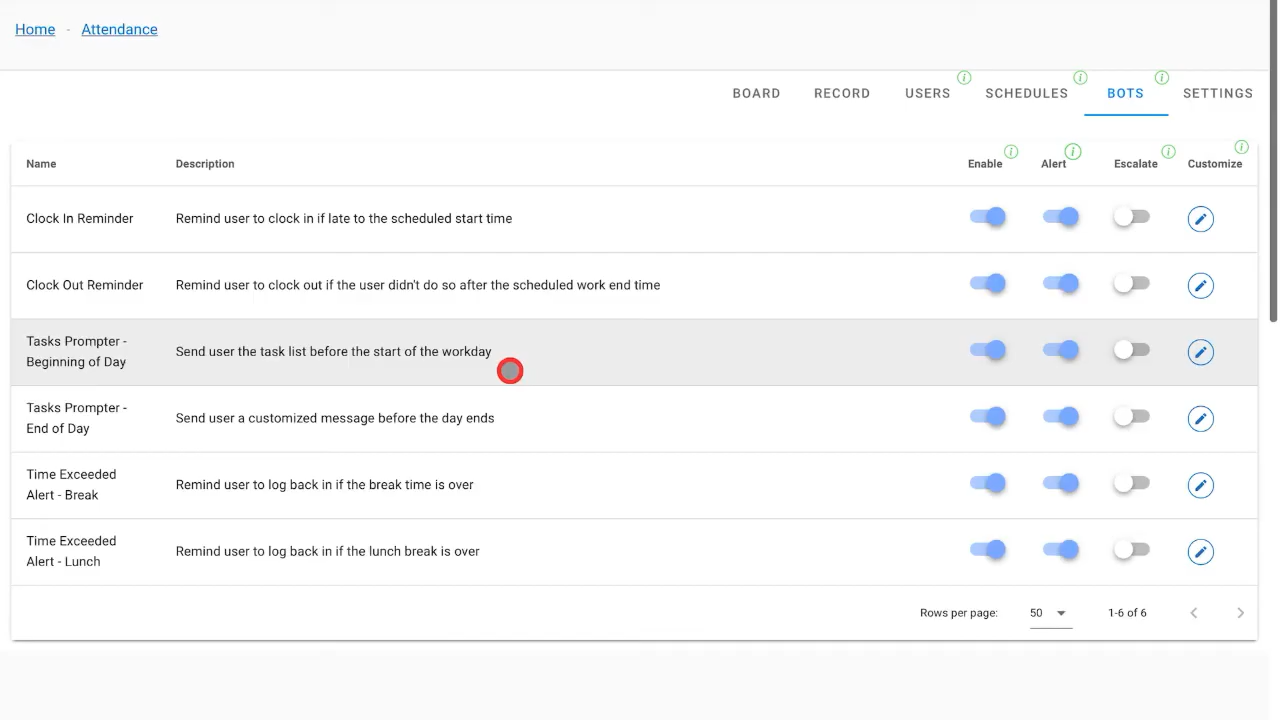 Home - Attendance
BOARD RECORD USERS SCHEDULES BOTS SETTINGS
Name Description Enable Alert Escalate Customize
Clock In Reminder Remind user to clock in if late to the scheduled start time
Clock Out Reminder Remind user to clock out if the user didn't do so after the scheduled work end time
Tasks Prompter -
Beginning of Day
Send user the task list before the start of the workday
Tasks Prompter -
End of Day
Send user a customized message before the day ends
Time Exceeded
Alert - Break
Remind user to log back in if the break time is over
Time Exceeded
Alert - Lunch
Remind user to log back in if the lunch break is over
Rows per page: 50 1-6 of 6